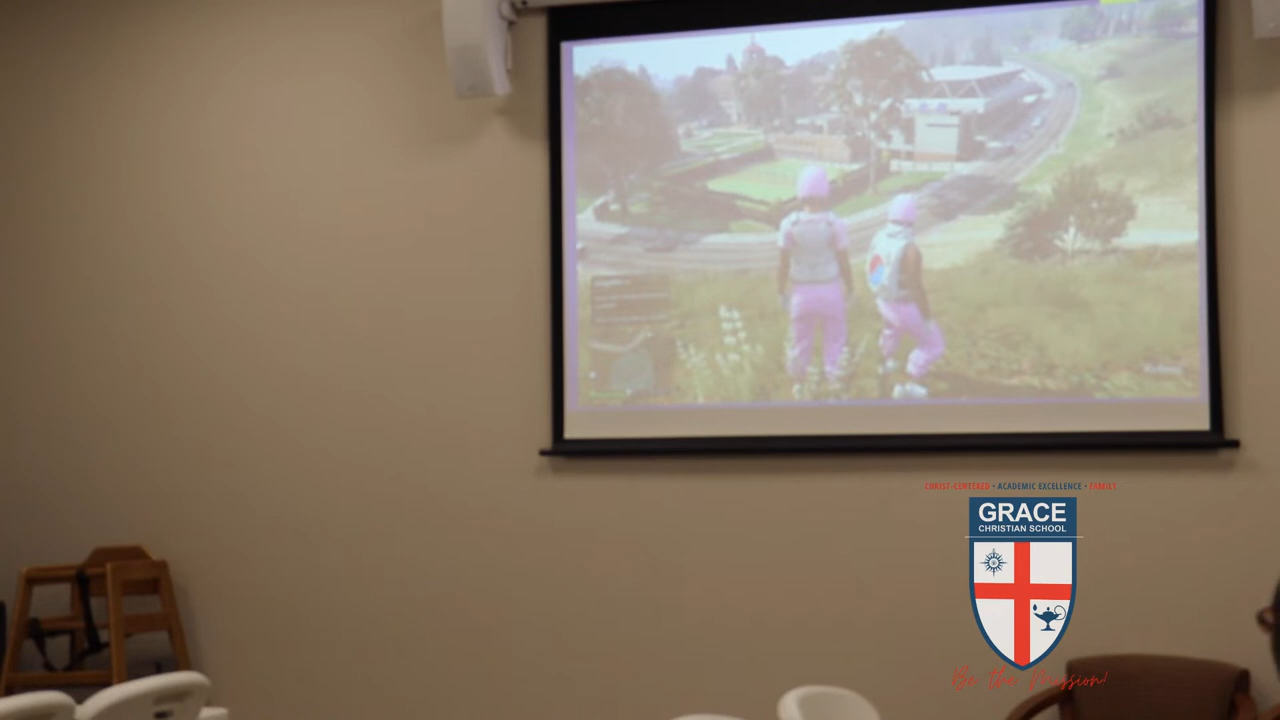 CHRIST-CENTERED • ACADEMIC EXCELLENCE • FAMILY
GRACE
CHRISTIAN SCHOOL
Be the Mission!